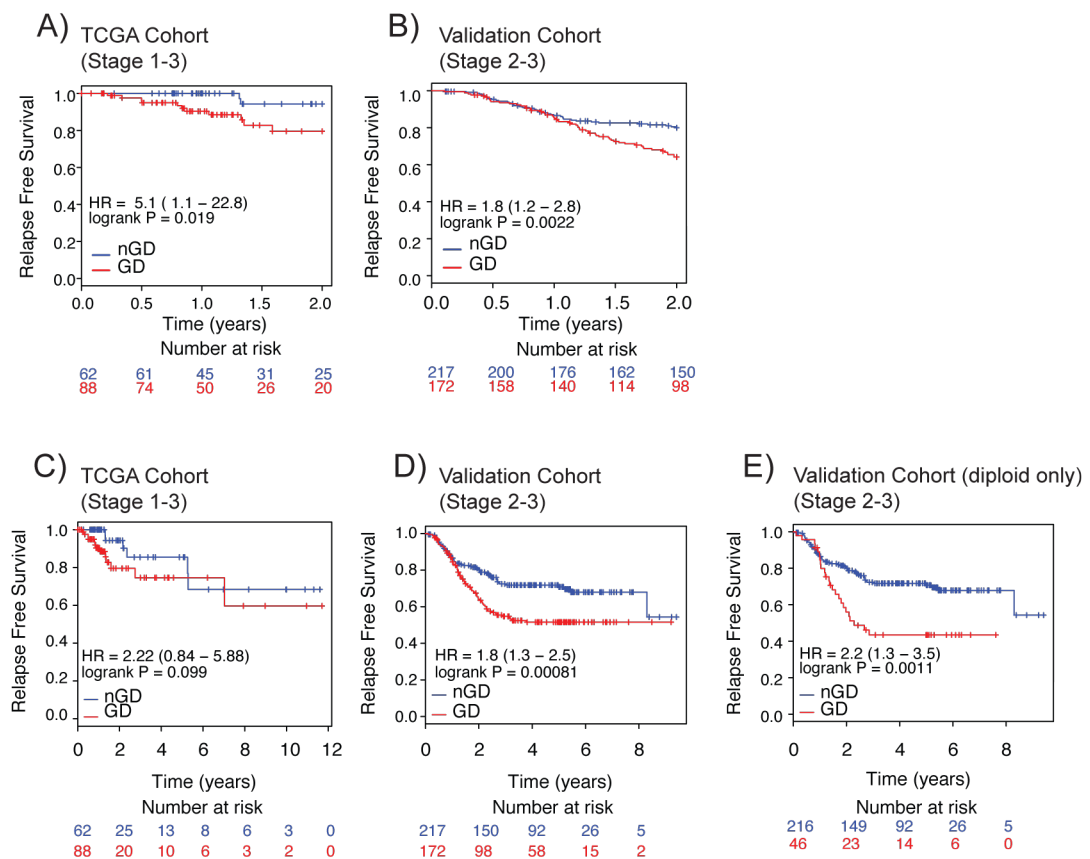 A)
TCGA Cohort
(Stage 1-3)
Relapse Free Survival
1.0
0.8
0.6
0.4
0.2
0.0
HR = 5.1 ( 1.1 – 22.8)
logrank P = 0.019
nGD
GD
0.0 0.5 1.0 1.5 2.0
Time (years)
Number at risk
62 61 45 31 25
88 74 50 26 20
B)
Validation Cohort
(Stage 2-3)
Relapse Free Survival
1.0
0.8
0.6
0.4
0.2
0.0
HR = 1.8 (1.2 – 2.8)
logrank P = 0.0022
nGD
GD
0.0 0.5 1.0 1.5 2.0
Time (years)
Number at risk
217 200 176 162 150
172 158 140 114 98
C)
TCGA Cohort
(Stage 1-3)
Relapse Free Survival
1.0
0.8
0.6
0.4
0.2
0.0
HR = 2.22 (0.84 – 5.88)
logrank P = 0.099
nGD
GD
0 2 4 6 8 10 12
Time (years)
Number at risk
62 25 13 8 6 3 0
88 20 10 6 3 2 0
D)
Validation Cohort
(Stage 2-3)
Relapse Free Survival
1.0
0.8
0.6
0.4
0.2
0.0
HR = 1.8 (1.3 – 2.5)
logrank P = 0.00081
nGD
GD
0 2 4 6 8
Time (years)
Number at risk
217 150 92 26 5
172 98 58 15 2
E)
Validation Cohort (diploid only)
(Stage 2-3)
Relapse Free Survival
1.0
0.8
0.6
0.4
0.2
0.0
HR = 2.2 (1.3 – 3.5)
logrank P = 0.0011
nGD
GD
0 2 4 6 8
Time (years)
Number at risk
216 149 92 26 5
46 23 14 6 0